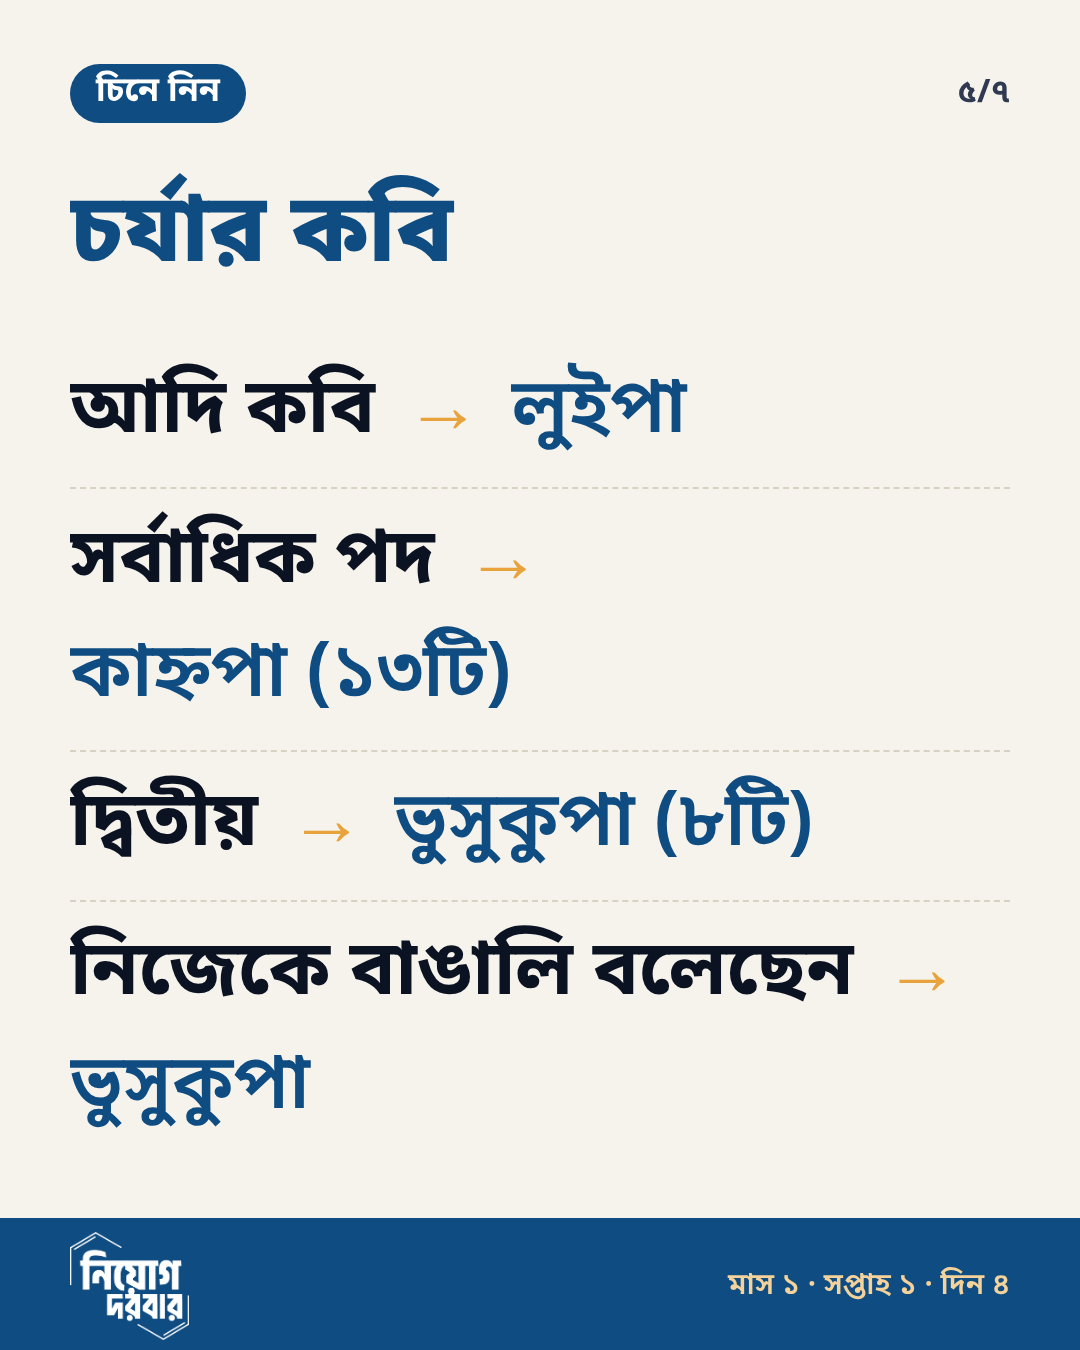 চিনে নিন
৫/৭
চর্যার কবি
আদি কবি → লুইপা
সর্বাধিক পদ →
কাহ্নপা (১৩টি)
দ্বিতীয় → ভুসুকুপা (৮টি)
নিজেকে বাঙালি বলেছেন →
ভুসুকুপা
নিয়োগ
দরবার
মাস ১ · সপ্তাহ ১ · দিন ৪